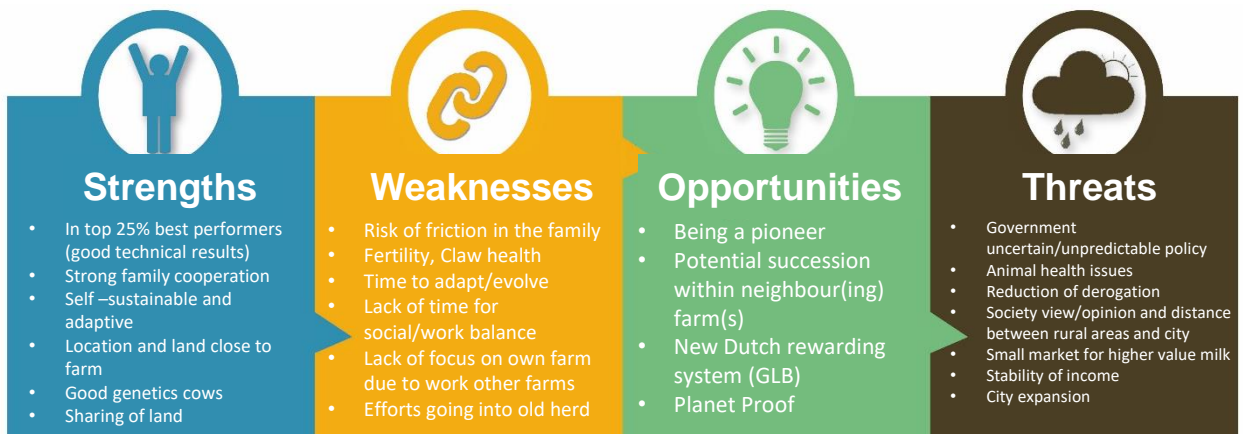 Strengths
• In top 25% best performers
(good technical results)
• Strong family cooperation
• Self –sustainable and
adaptive
• Location and land close to
farm
• Good genetics cows
• Sharing of land
Weaknesses
• Risk of friction in the family
• Fertility, Claw health
• Time to adapt/evolve
• Lack of time for
social/work balance
• Lack of focus on own farm
due to work other farms
• Efforts going into old herd
Opportunities
• Being a pioneer
• Potential succession
within neighbour(ing)
farm(s)
• New Dutch rewarding
system (GLB)
• Planet Proof
Threats
• Government
uncertain/unpredictable policy
• Animal health issues
• Reduction of derogation
• Society view/opinion and distance
between rural areas and city
• Small market for higher value milk
• Stability of income
• City expansion